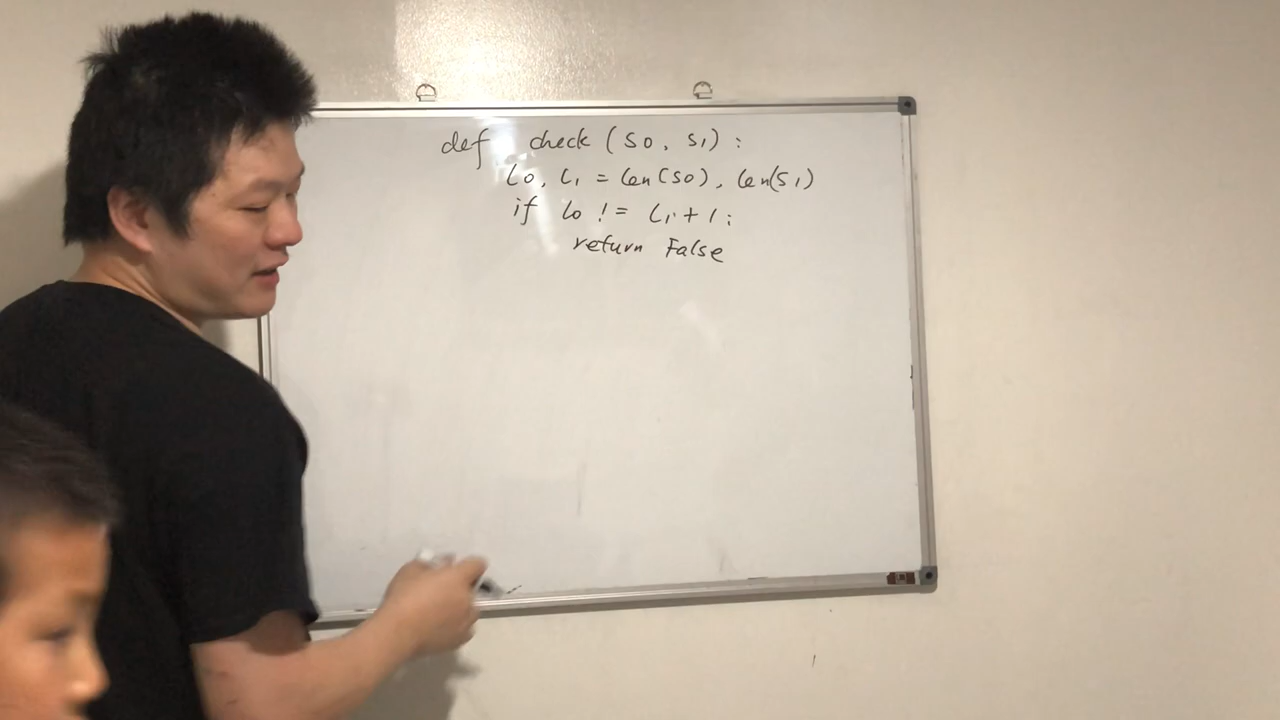 def check (s0, s1):
l0, l1 = len(s0), len(s1)
if l0 != l1 + 1:
return False